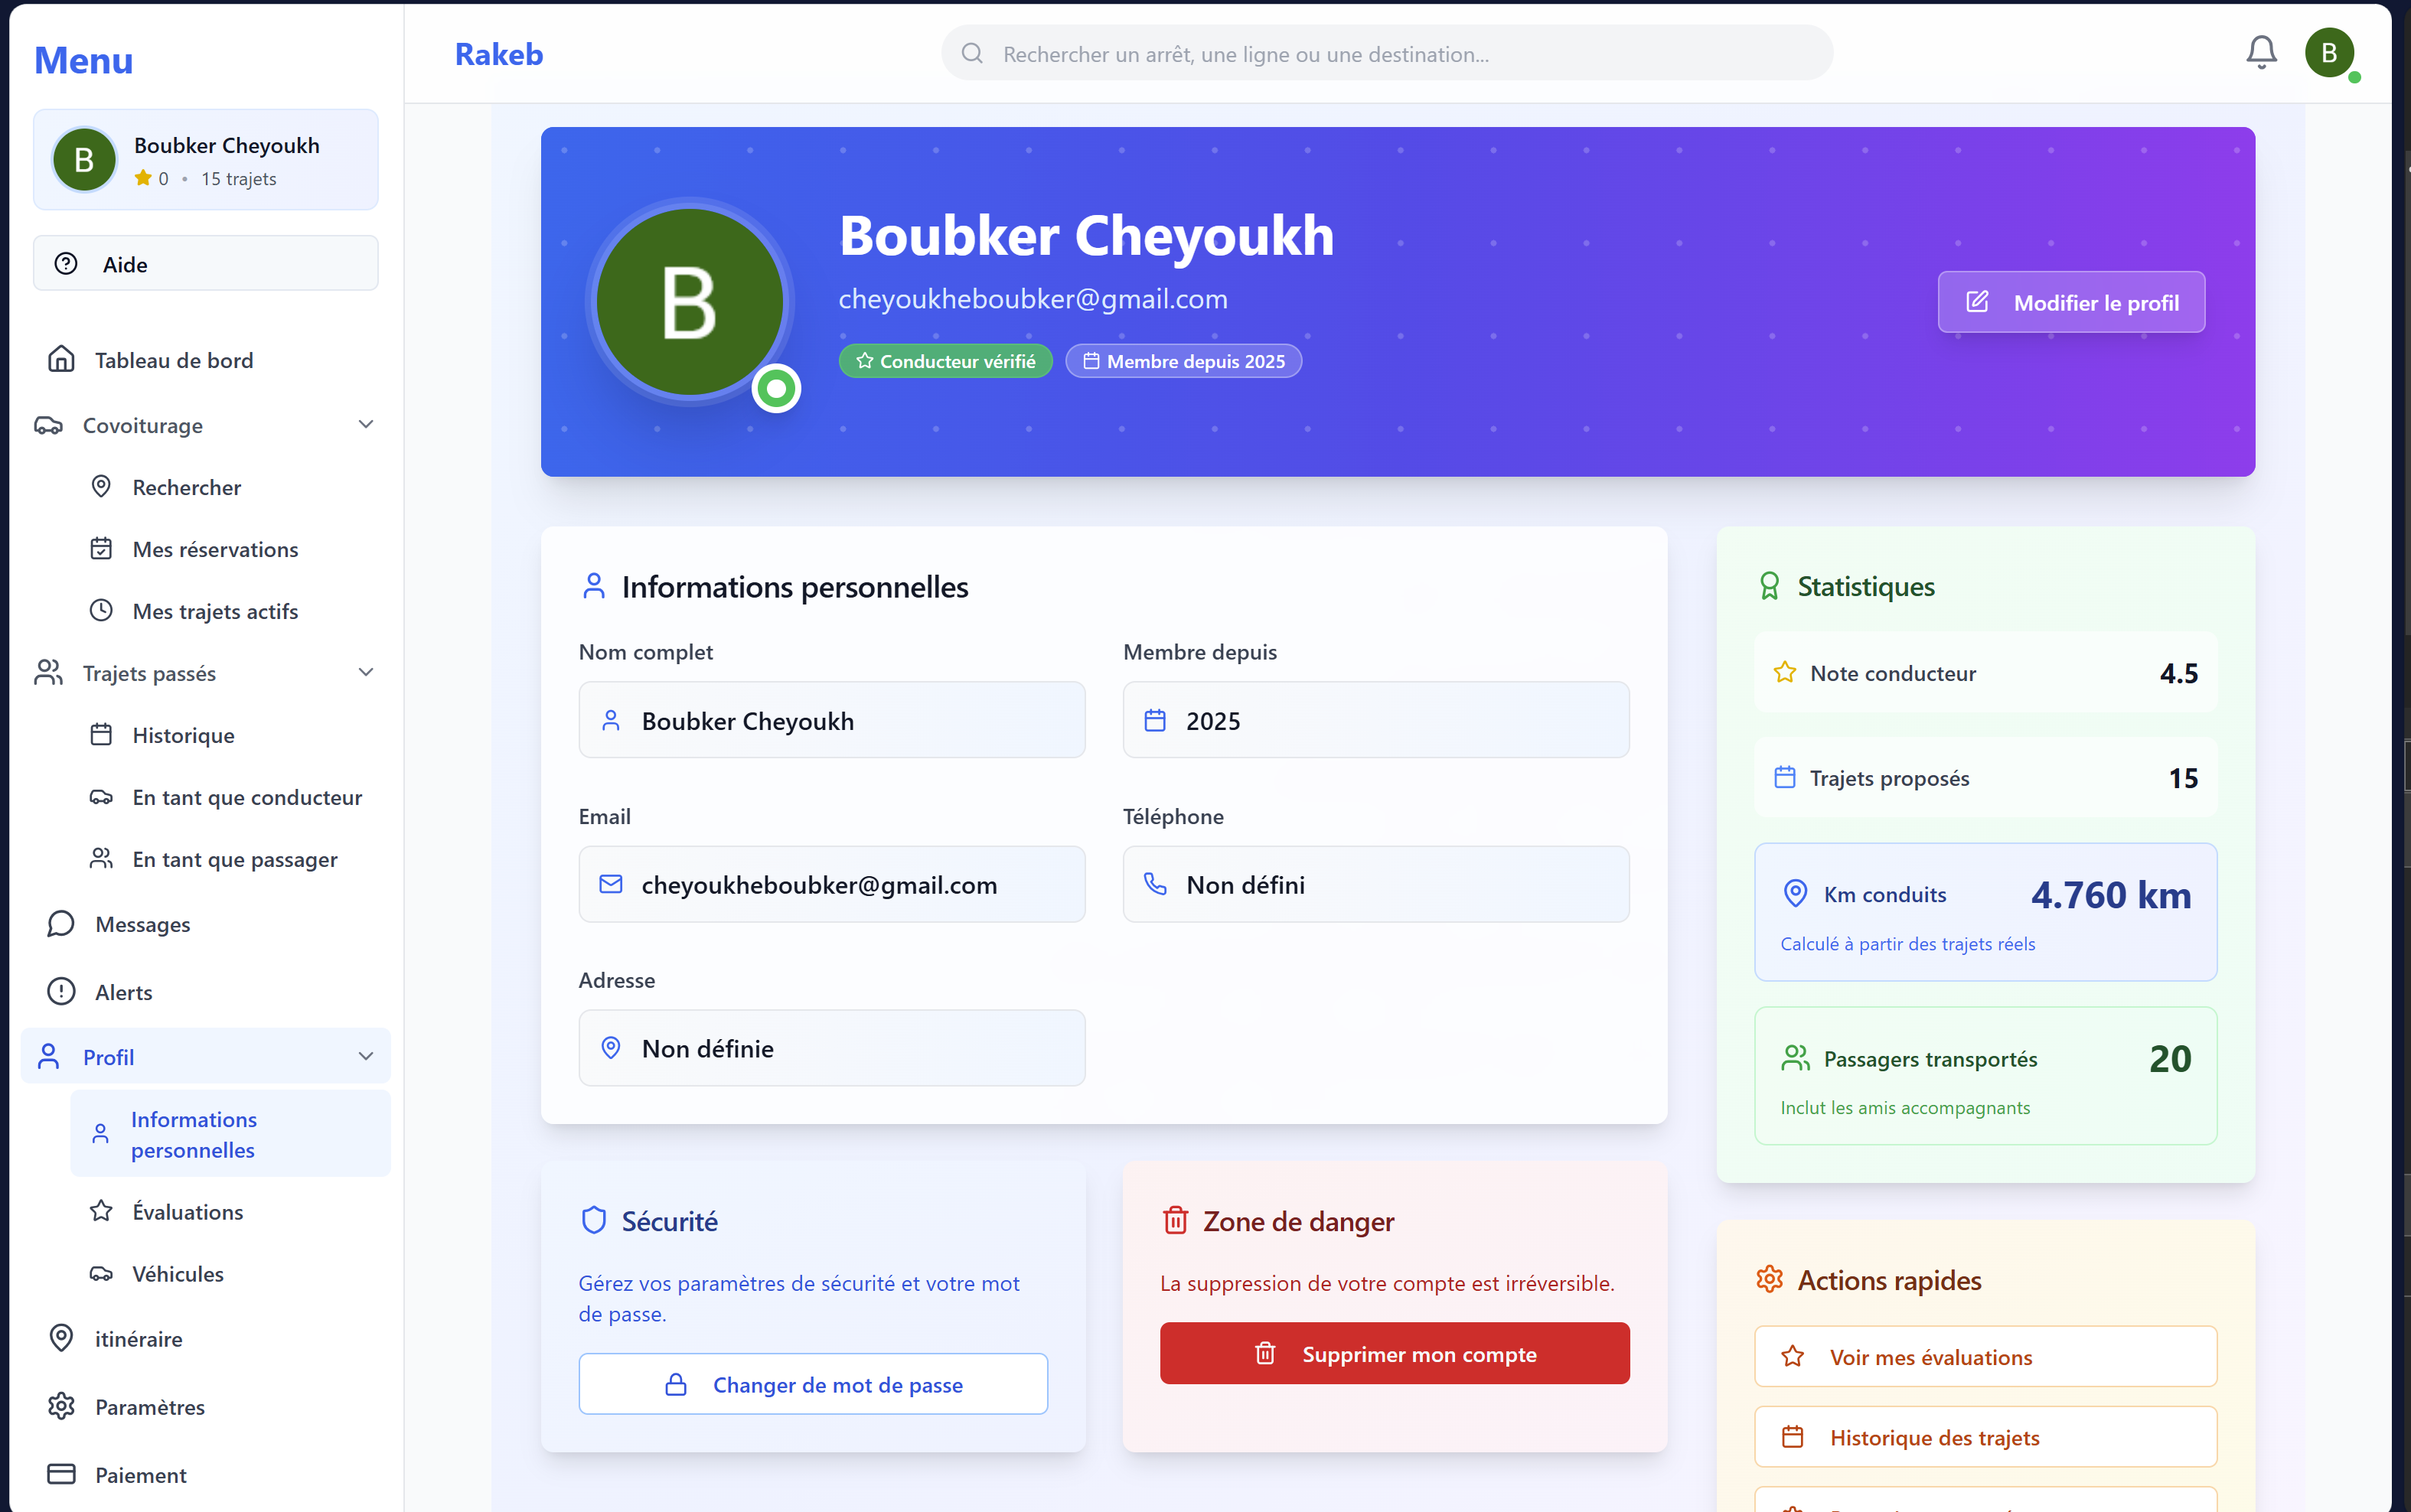 Menu
B
Boubker Cheyoukh
0 • 15 trajets
Aide
Tableau de bord
Covoiturage
Rechercher
Mes réservations
Mes trajets actifs
Trajets passés
Historique
En tant que conducteur
En tant que passager
Messages
Alerts
Profil
Informations
personnelles
Évaluations
Véhicules
itinéraire
Paramètres
Paiement
Rakeb
Rechercher un arrêt, une ligne ou une destination...
B
B
Boubker Cheyoukh
cheyoukheboubker@gmail.com
Conducteur vérifié
Membre depuis 2025
Modifier le profil
Informations personnelles
Nom complet
Boubker Cheyoukh
Membre depuis
2025
Email
cheyoukheboubker@gmail.com
Téléphone
Non défini
Adresse
Non définie
Sécurité
Gérez vos paramètres de sécurité et votre mot
de passe.
Changer de mot de passe
Zone de danger
La suppression de votre compte est irréversible.
Supprimer mon compte
Statistiques
Note conducteur 4.5
Trajets proposés 15
Km conduits 4.760 km
Calculé à partir des trajets réels
Passagers transportés 20
Inclut les amis accompagnants
Actions rapides
Voir mes évaluations
Historique des trajets